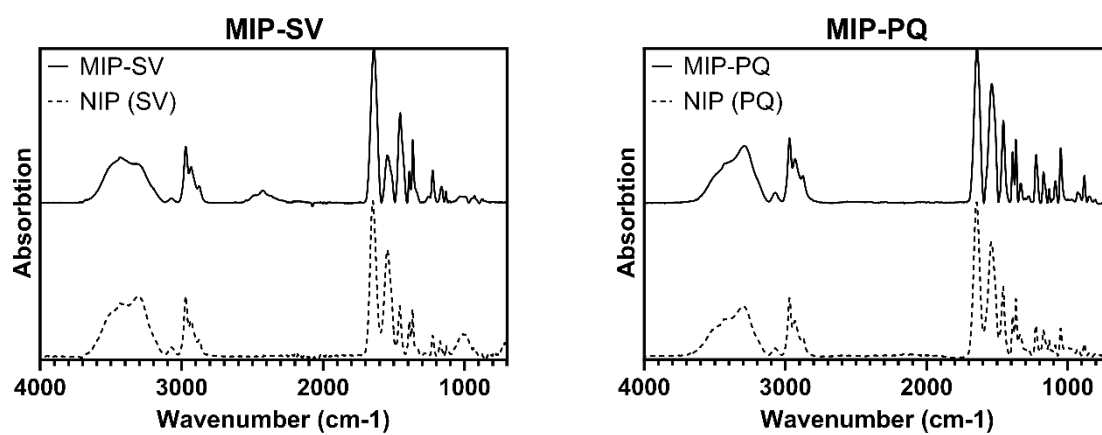 MIP-SV
MIP-SV
NIP (SV)
Absorbtion
4000 3000 2000 1000
Wavenumber (cm-1)
MIP-PQ
MIP-PQ
NIP (PQ)
Absorbtion
4000 3000 2000 1000
Wavenumber (cm-1)